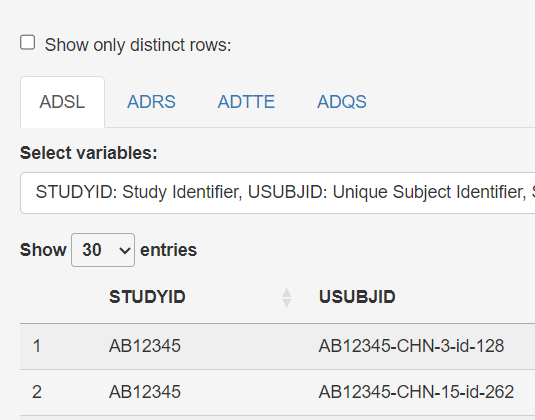 Show only distinct rows:
ADSL ADRS ADTTE ADQS
Select variables:
STUDYID: Study Identifier, USUBJID: Unique Subject Identifier,
Show 30 entries
STUDYID USUBJID
1 AB12345 AB12345-CHN-3-id-128
2 AB12345 AB12345-CHN-15-id-262